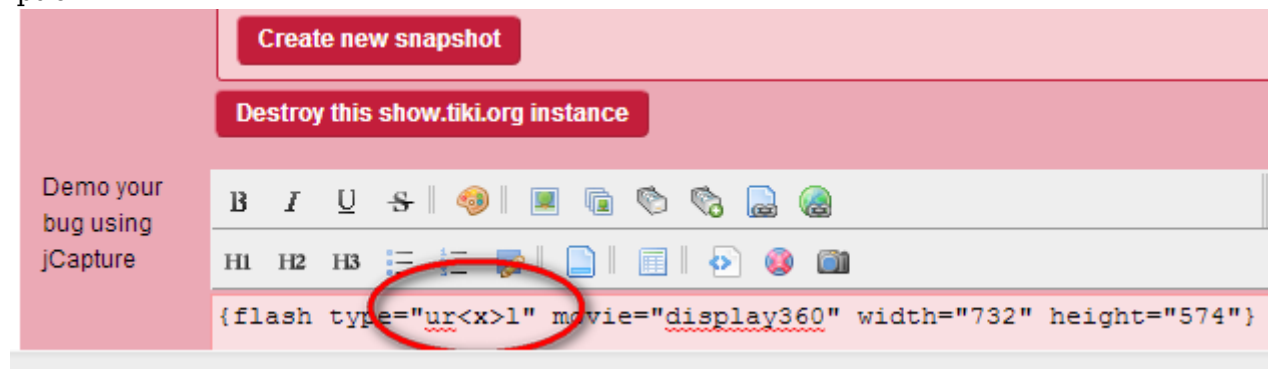 Create new snapshot
Destroy this show.tiki.org instance
Demo your
bug using
jCapture
B I U S
H1 H2 H3
{flash type="ur<x>l" movie="display360" width="732" height="574"}